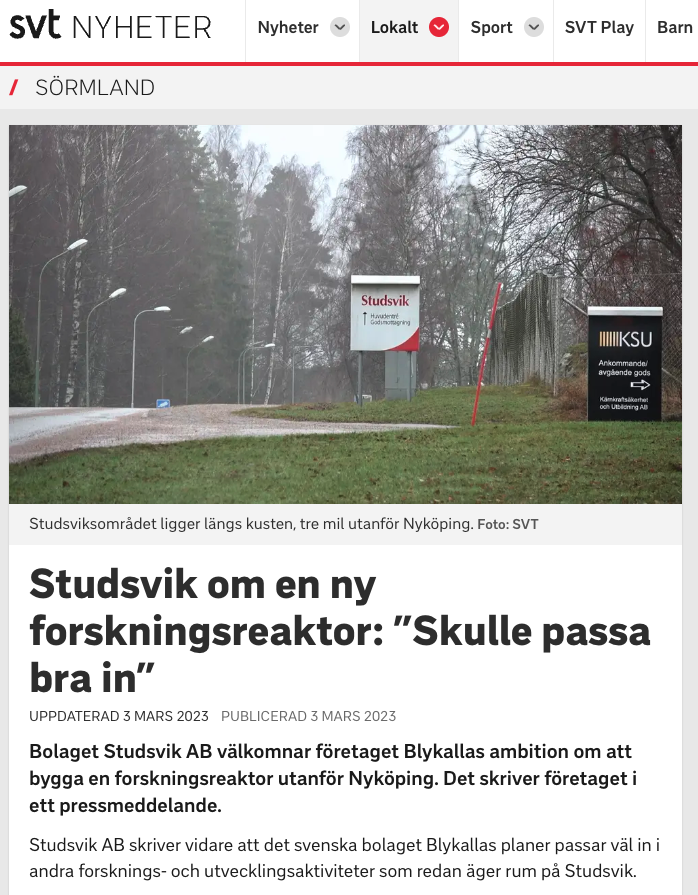 svt NYHETER
Nyheter
Lokalt
Sport
SVT Play
Barn
/ SÖRMLAND
Studsvik
Huvudentré
Godsmottagning
KSU
Ankommande/
avgående gods
Kärnkraftsäkerhet
och Utbildning AB
Studsviksområdet ligger längs kusten, tre mil utanför Nyköping. Foto: SVT
Studsvik om en ny
forskningsreaktor: ”Skulle passa
bra in”
UPPDATERAD 3 MARS 2023 PUBLICERAD 3 MARS 2023
Bolaget Studsvik AB välkomnar företaget Blykallas ambition om att
bygga en forskningsreaktor utanför Nyköping. Det skriver företaget i
ett pressmeddelande.
Studsvik AB skriver vidare att det svenska bolaget Blykallas planer passar väl in i
andra forsknings- och utvecklingsaktiviteter som redan äger rum på Studsvik.